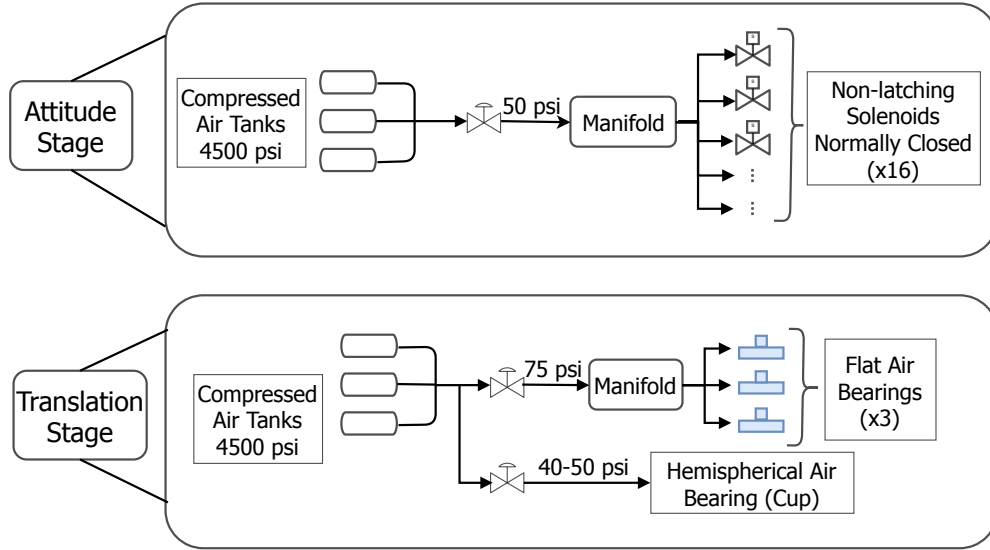 Attitude
Stage
Compressed
Air Tanks
4500 psi
50 psi
Manifold
S
S
S
Non-latching
Solenoids
Normally Closed
(x16)
Translation
Stage
Compressed
Air Tanks
4500 psi
75 psi
Manifold
Flat Air
Bearings
(x3)
40-50 psi
Hemispherical Air
Bearing (Cup)